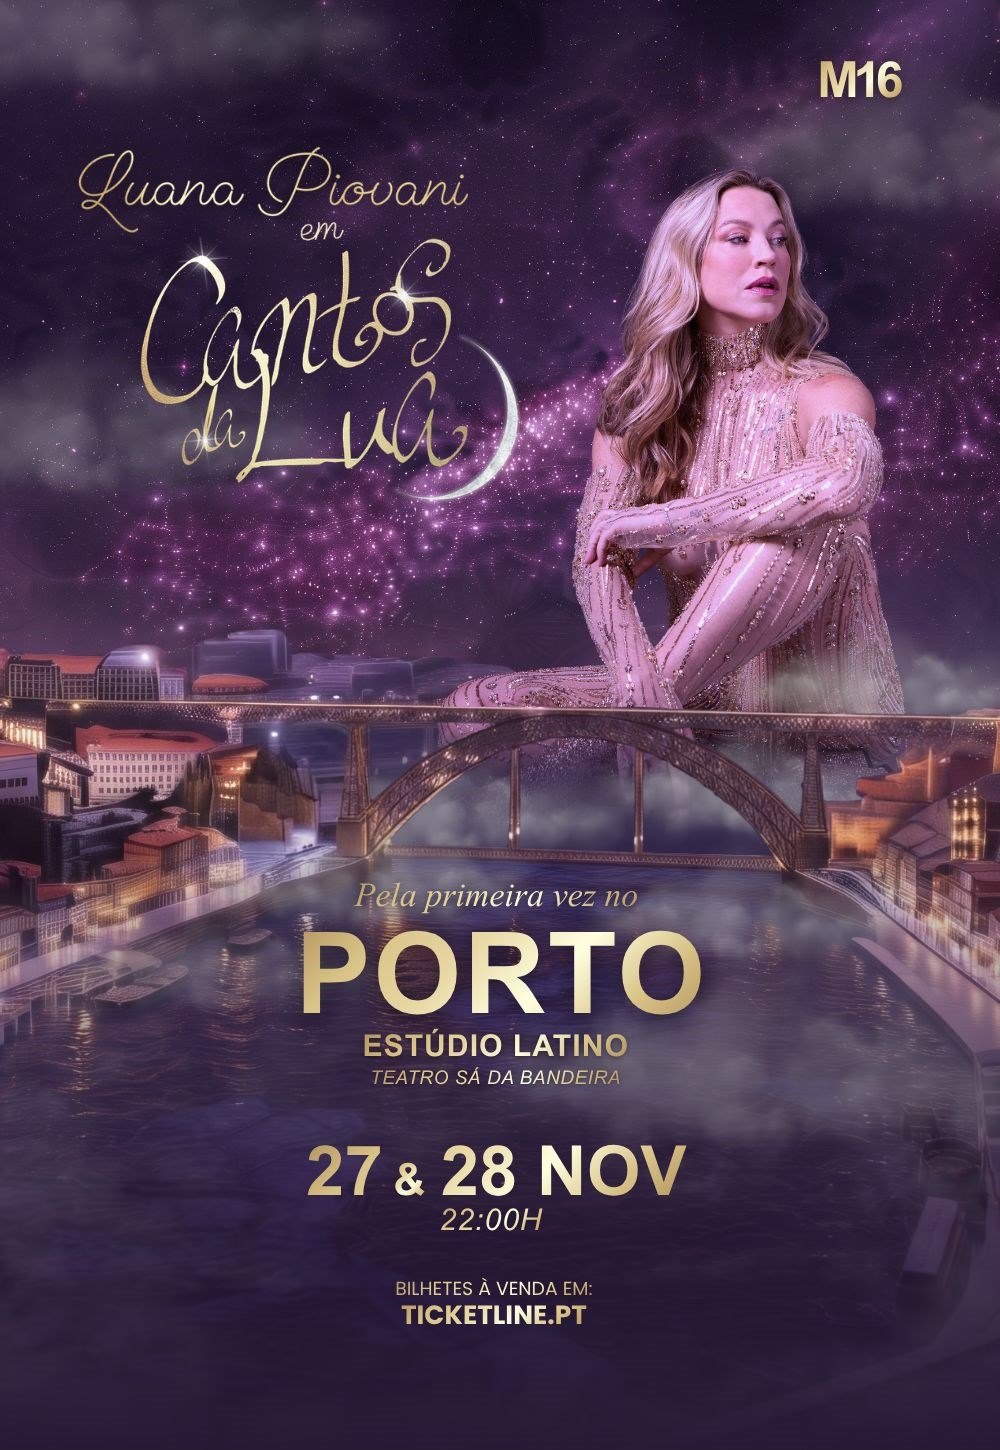 M16
Luana Piovani
em
Cantos
da Lua
Pela primeira vez no
PORTO
ESTÚDIO LATINO
TEATRO SÁ DA BANDEIRA
27 & 28 NOV
22:00H
BILHETES À VENDA EM:
TICKETLINE.PT